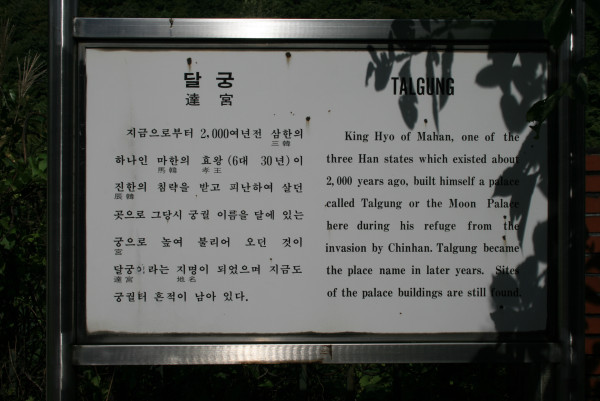 달 궁
達 宮
지금으로부터 2,000여년전 삼한의
三韓
하나인 마한의 효왕 (6대 30년) 이
馬韓 孝王
진한의 침략을 받고 피난하여 살던
辰韓
곳으로 그당시 궁궐 이름을 달에 있는
궁으로 높여 불리어 오던 것이
宮
달궁이라는 지명이 되었으며 지금도
達宮 地名
궁궐터 흔적이 남아 있다.
TALGUNG
King Hyo of Mahan, one of the
three Han states which existed about
2,000 years ago, built himself a palace
called Talgung or the Moon Palace
here during his refuge from the
invasion by Chinhan. Talgung became
the place name in later years. Sites
of the palace buildings are still found.